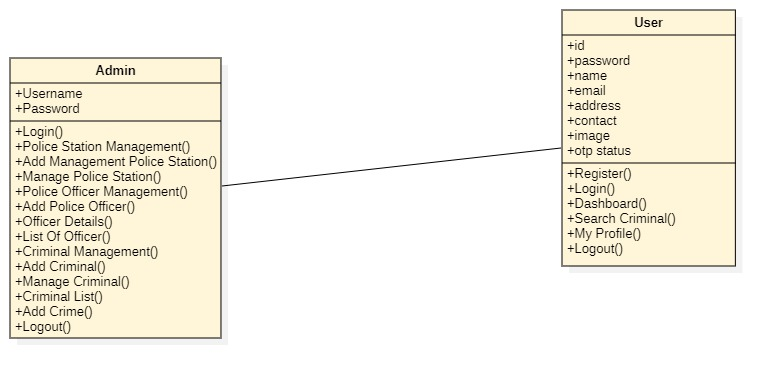 Admin
+Username
+Password
+Login()
+Police Station Management()
+Add Management Police Station()
+Manage Police Station()
+Police Officer Management()
+Add Police Officer()
+Officer Details()
+List Of Officer()
+Criminal Management()
+Add Criminal()
+Manage Criminal()
+Criminal List()
+Add Crime()
+Logout()
User
+id
+password
+name
+email
+address
+contact
+image
+otp status
+Register()
+Login()
+Dashboard()
+Search Criminal()
+My Profile()
+Logout()